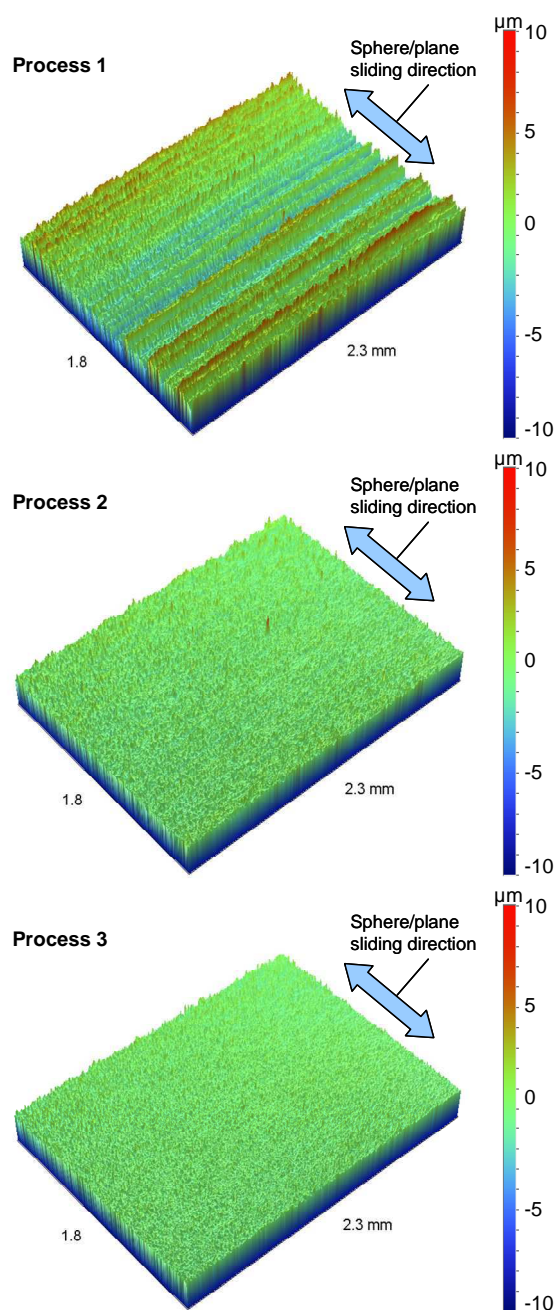 µm
10
Sphere/plane
sliding direction
Process 1
5
0
-5
1.8
2.3 mm
-10
µm
10
Sphere/plane
sliding direction
Process 2
5
0
-5
1.8
2.3 mm
-10
µm
10
Sphere/plane
sliding direction
Process 3
5
0
-5
1.8
2.3 mm
-10